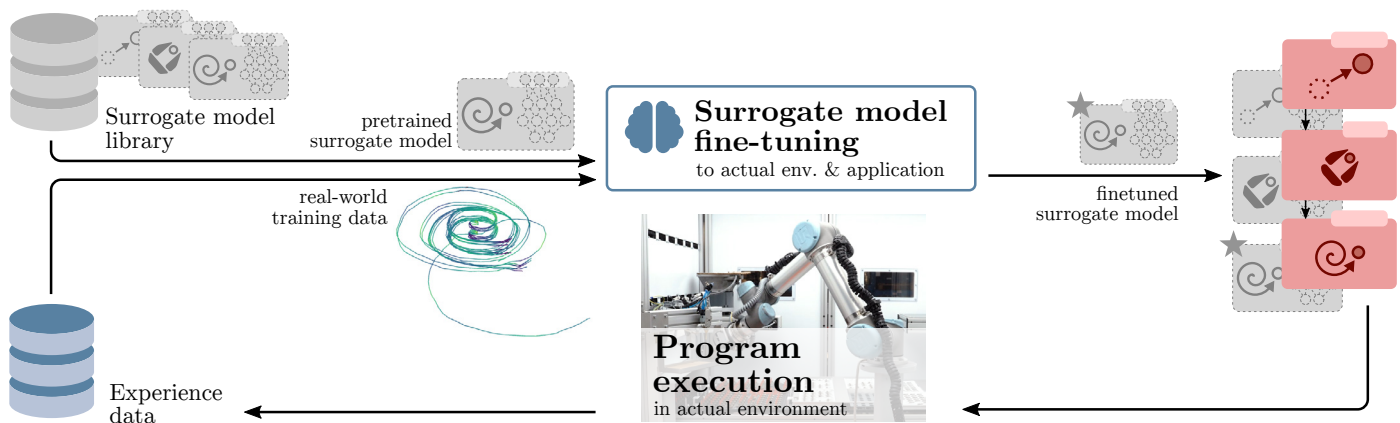 Surrogate model
library
pretrained
surrogate model
Surrogate model
fine-tuning
to actual env. & application
real-world
training data
finetuned
surrogate model
Experience
data
Program
execution
in actual environment